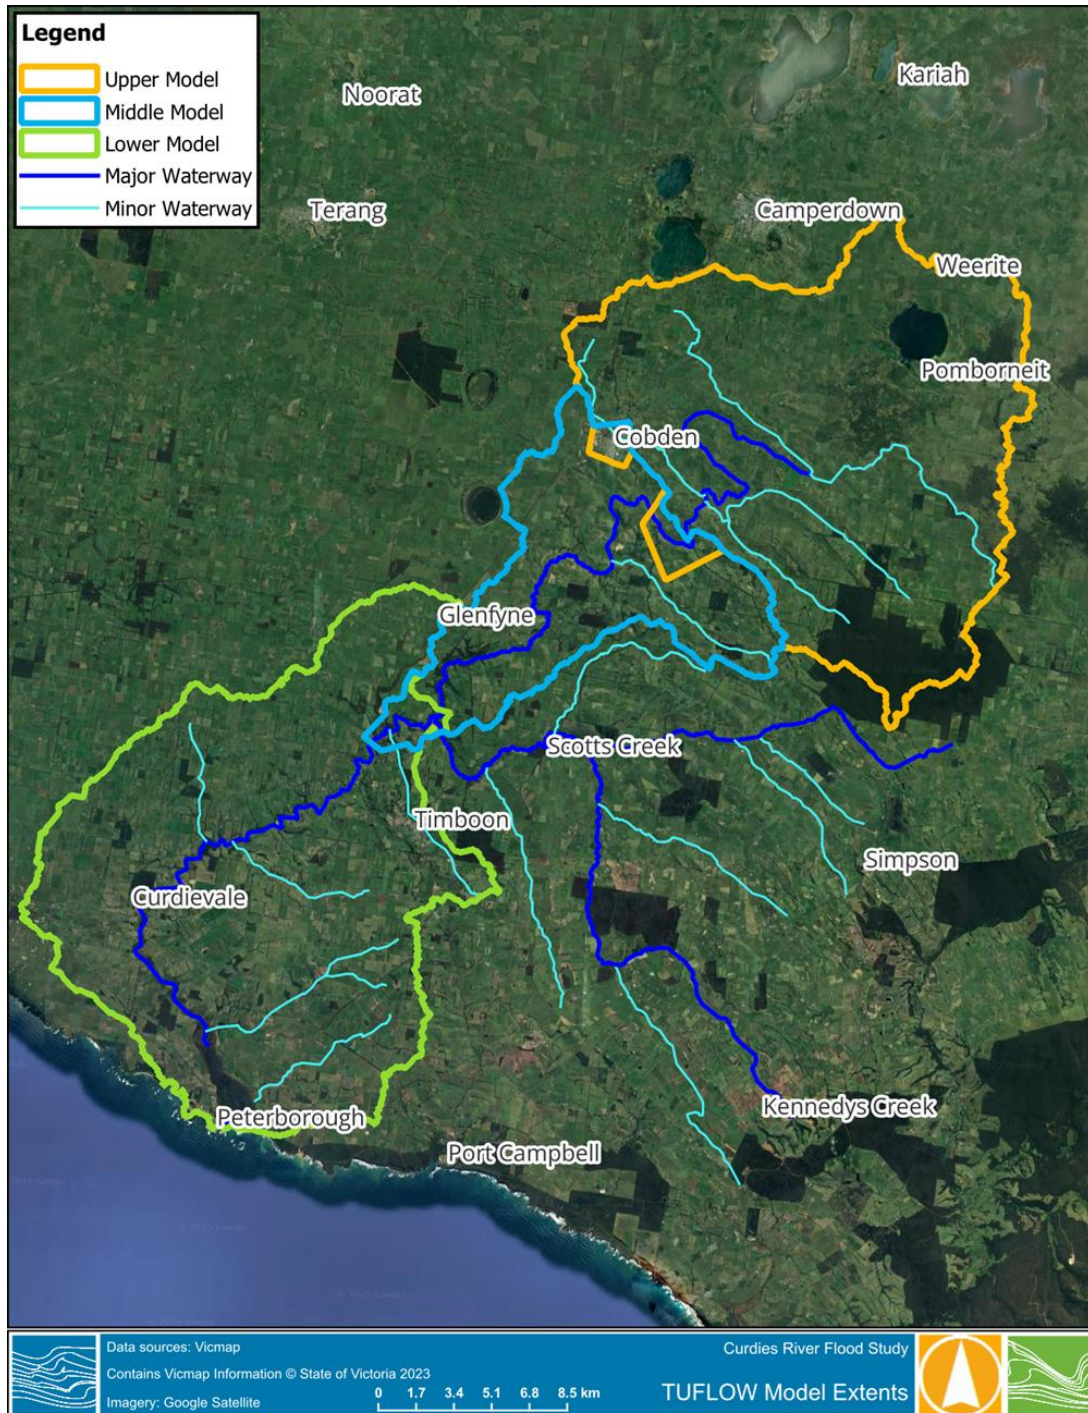 Legend
Upper Model
Middle Model
Lower Model
Major Waterway
Minor Waterway
Kariah
Noorat
Terang
Camperdown
Weerite
Pomborneit
Cobden
Glenfyne
Scotts Creek
Timboon
Simpson
Curdievale
Kennedys Creek
Peterborough
Port Campbell
Data sources: Vicmap
Contains Vicmap Information © State of Victoria 2023
Imagery: Google Satellite
0 1.7 3.4 5.1 6.8 8.5 km
Curdies River Flood Study
TUFLOW Model Extents